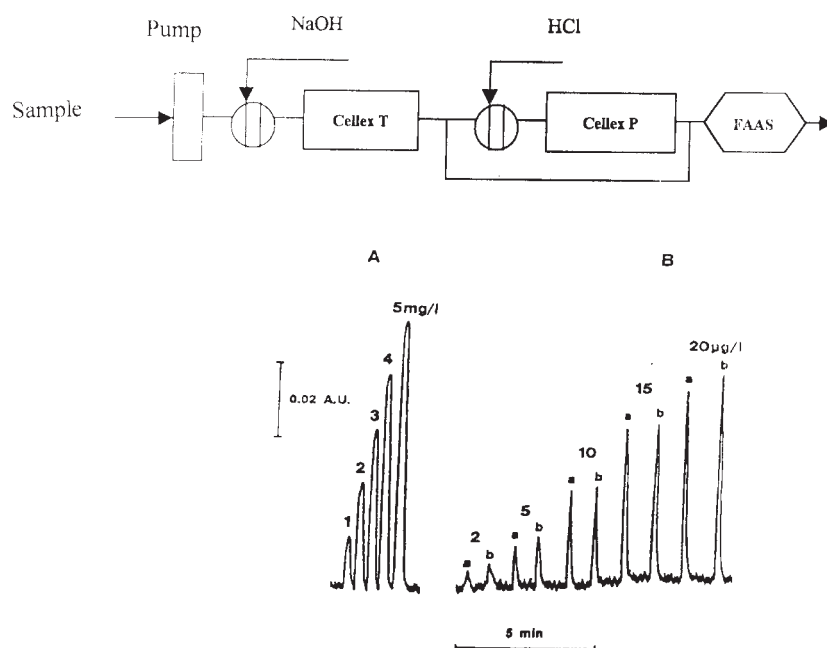 Pump
NaOH
HCl
Sample
Cellex T
Cellex P
FAAS
A
B
5mg/l
4
3
2
1
0.02 A.U.
20µg/l
b
a
15
a
b
10
a
b
5
a
b
2
a
b
5 min